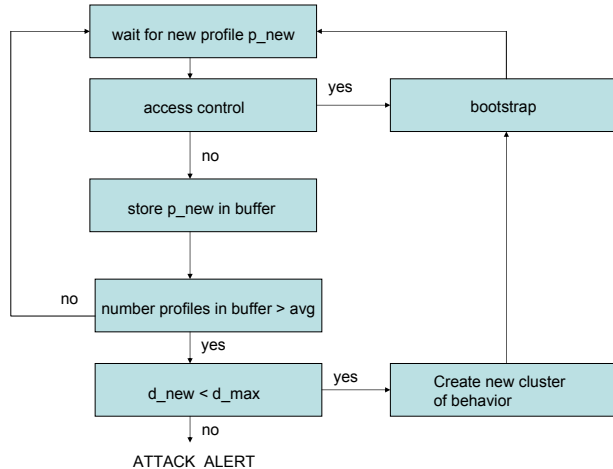 wait for new profile p_new
yes
access control
bootstrap
no
store p_new in buffer
no
number profiles in buffer > avg
yes
yes
d_new < d_max
Create new cluster
of behavior
no
ATTACK ALERT